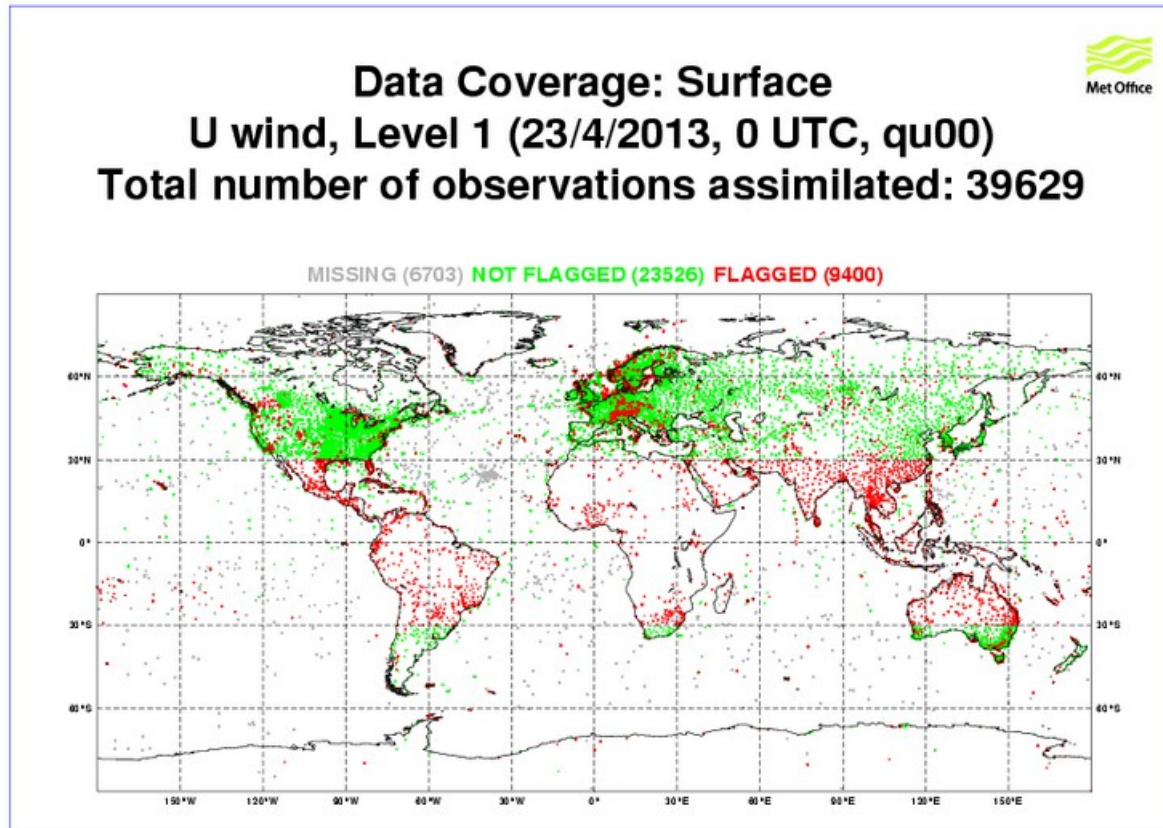 Met Office
Data Coverage: Surface
U wind, Level 1 (23/4/2013, 0 UTC, qu00)
Total number of observations assimilated: 39629
MISSING (6703) NOT FLAGGED (23526) FLAGGED (9400)
60°N 60°N
30°N 30°N
0° 0°
30°S 30°S
60°S 60°S
150°W 120°W 90°W 60°W 30°W 0° 30°E 60°E 90°E 120°E 150°E